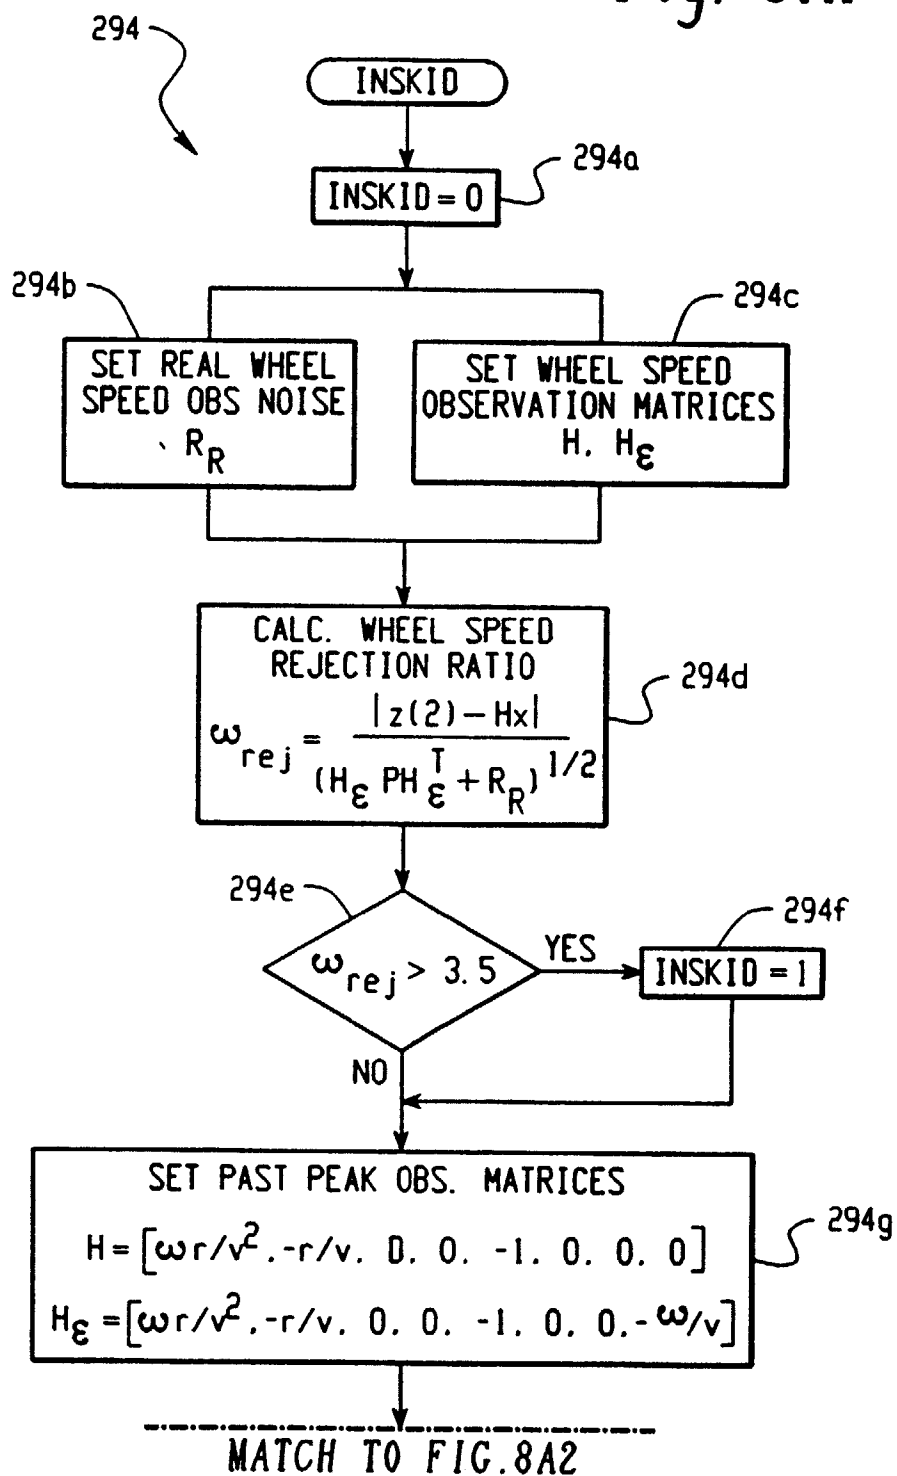 294
INSKID
294a
INSKID = 0
294b
294c
SET REAL WHEEL
SPEED OBS NOISE
R_R
SET WHEEL SPEED
OBSERVATION MATRICES
H. H_ε
CALC. WHEEL SPEED
REJECTION RATIO
294d
ω_rej = |z(2)-Hx| / (H_ε PH_ε^T + R_R)^1/2
294e
294f
ω_rej > 3.5
YES
INSKID = 1
NO
SET PAST PEAK OBS. MATRICES
294g
H = [ωr/v². -r/v. 0. 0. -1. 0. 0. 0]
H_ε = [ωr/v². -r/v. 0. 0. -1. 0. 0. -ω/v]
MATCH TO FIG.8A2